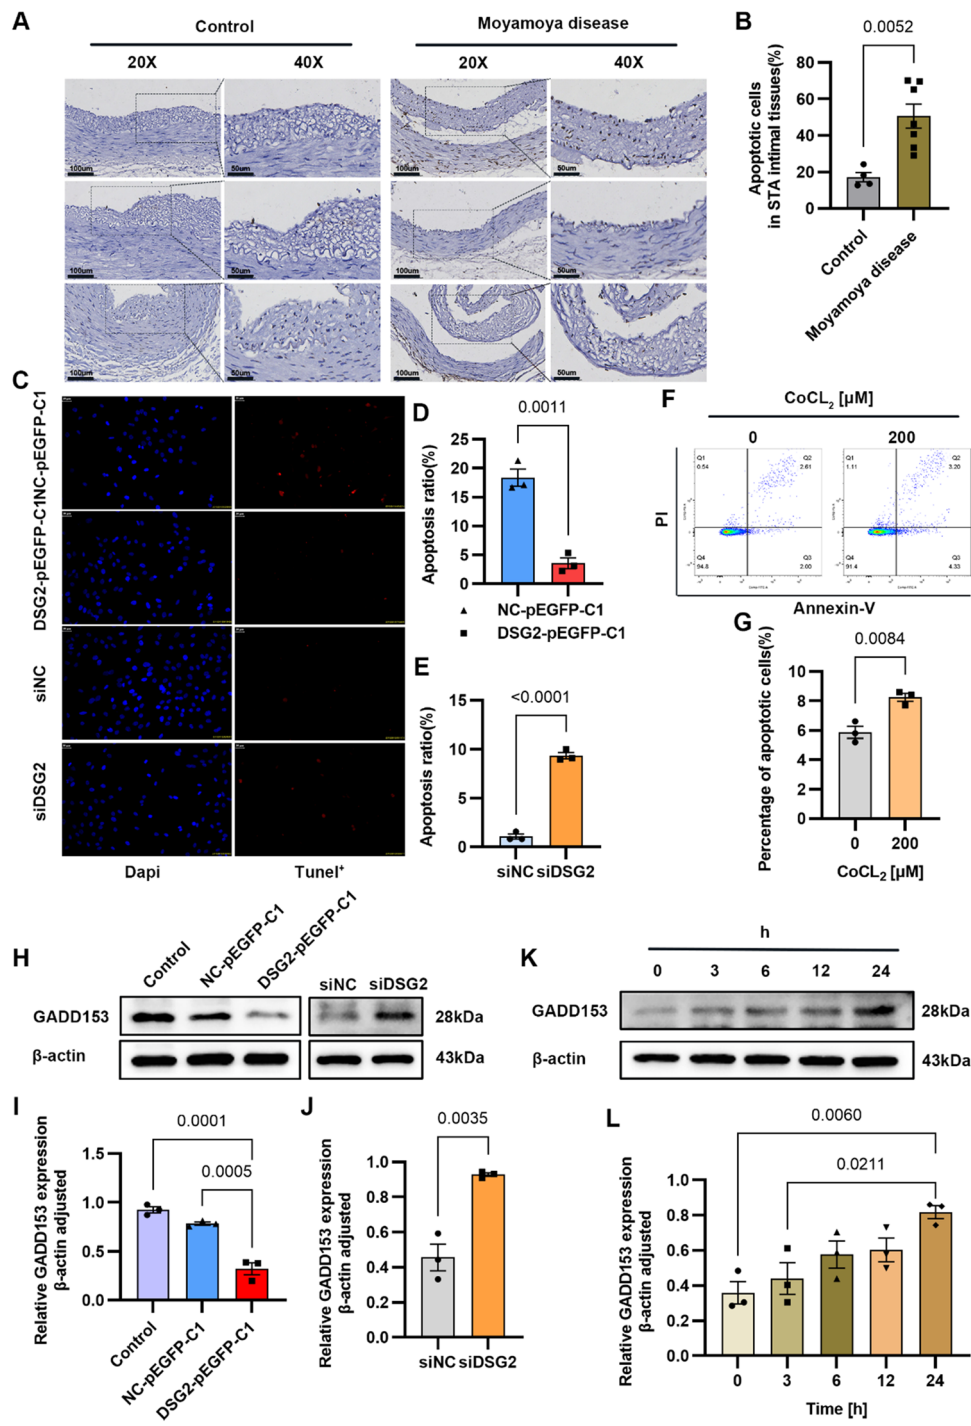 A
Control
Moyamoya disease
20X
40X
20X
40X
100um
50um
100um
50um
100um
50um
100um
50um
100um
50um
100um
50um
B
0.0052
Apoptotic cells
in STA intimal tissues(%)
80
60
40
20
0
Control
Moyamoya disease
C
NC-pEGFP-C1
DSG2-pEGFP-C1
siNC
siDSG2
Dapi
Tunel+
D
0.0011
Apoptosis ratio(%)
25
20
15
10
5
0
NC-pEGFP-C1
DSG2-pEGFP-C1
E
<0.0001
Apoptosis ratio(%)
15
10
5
0
siNC siDSG2
F
CoCL2 [μM]
0
200
PI
Q1
0.54
Q2
2.61
Q4
94.8
Q3
2.00
Q1
1.11
Q2
3.20
Q4
91.4
Q3
4.33
Annexin-V
G
0.0084
Percentage of apoptotic cells(%)
10
8
6
4
2
0
0
200
CoCL2 [μM]
H
Control
NC-pEGFP-C1
DSG2-pEGFP-C1
siNC
siDSG2
GADD153
28kDa
β-actin
43kDa
I
0.0001
0.0005
Relative GADD153 expression
β-actin adjusted
1.5
1.0
0.5
0.0
Control
NC-pEGFP-C1
DSG2-pEGFP-C1
J
0.0035
Relative GADD153 expression
β-actin adjusted
1.0
0.8
0.6
0.4
0.2
0.0
siNC siDSG2
K
h
0
3
6
12
24
GADD153
28kDa
β-actin
43kDa
L
0.0060
0.0211
Relative GADD153 expression
β-actin adjusted
1.0
0.8
0.6
0.4
0.2
0.0
0
3
6
12
24
Time [h]